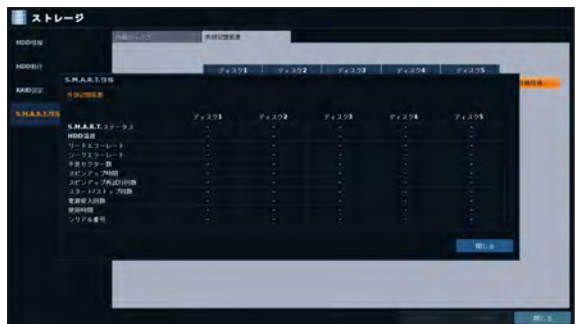 ストレージ
内蔵ディスク
外部記憶装置
HDD情報
ディスク1 ディスク2 ディスク3 ディスク4 ディスク5
RAID設定
S.M.A.R.T.情報
S.M.A.R.T.情報
外部記憶装置
ディスク1 ディスク2 ディスク3 ディスク4 ディスク5
S.M.A.R.T.ステータス - - - - -
HDD温度 - - - - -
リードエラーレート - - - - -
シークエラーレート - - - - -
不良セクター数 - - - - -
スピンアップ時間 - - - - -
スピンアップ再試行回数 - - - - -
スタート/ストップ回数 - - - - -
電源投入回数 - - - - -
使用時間 - - - - -
シリアル番号 - - - - -
閉じる
閉じる